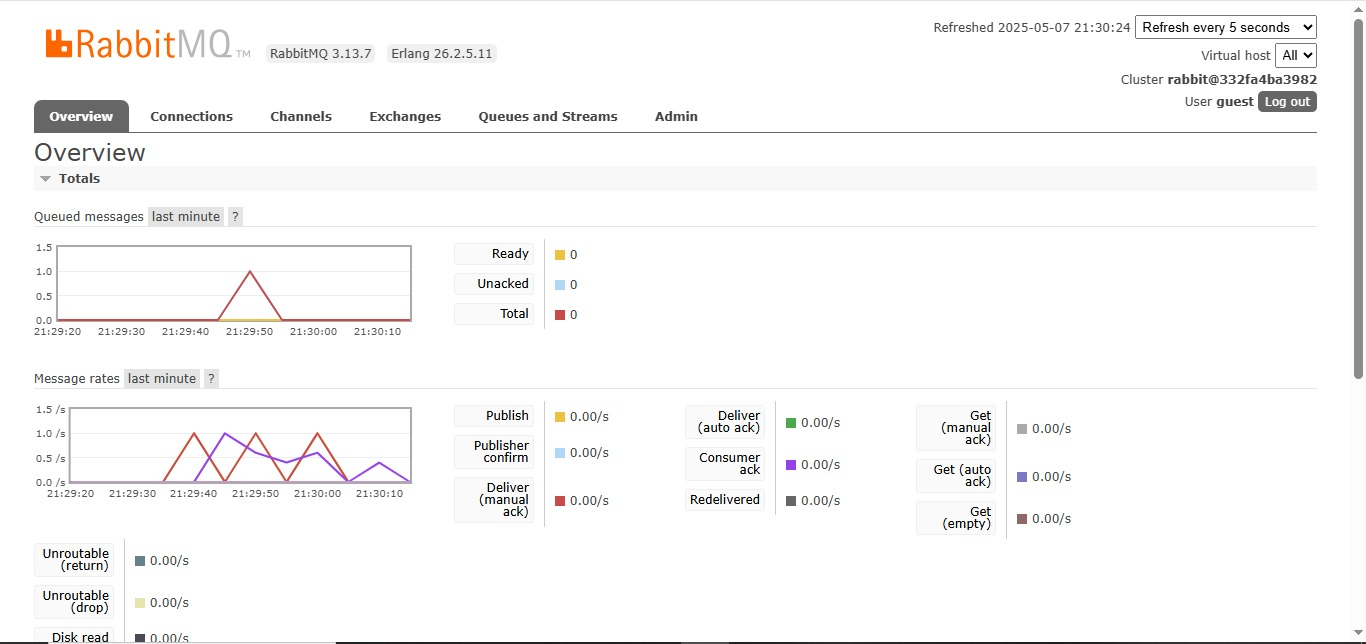 RabbitMQ TM RabbitMQ 3.13.7 Erlang 26.2.5.11
Refreshed 2025-05-07 21:30:24 Refresh every 5 seconds
Virtual host All
Cluster rabbit@332fa4ba3982
User guest Log out
Overview Connections Channels Exchanges Queues and Streams Admin
Overview
Totals
Queued messages last minute ?
1.5
1.0
0.5
0.0
21:29:20 21:29:30 21:29:40 21:29:50 21:30:00 21:30:10
Ready 0
Unacked 0
Total 0
Message rates last minute ?
1.5 /s
1.0 /s
0.5 /s
0.0 /s
21:29:20 21:29:30 21:29:40 21:29:50 21:30:00 21:30:10
Publish 0.00/s
Publisher
confirm 0.00/s
Deliver
(manual
ack) 0.00/s
Deliver
(auto ack) 0.00/s
Consumer
ack 0.00/s
Redelivered 0.00/s
Get
(manual
ack) 0.00/s
Get (auto
ack) 0.00/s
Get
(empty) 0.00/s
Unroutable
(return) 0.00/s
Unroutable
(drop) 0.00/s
Disk read 0.00/s